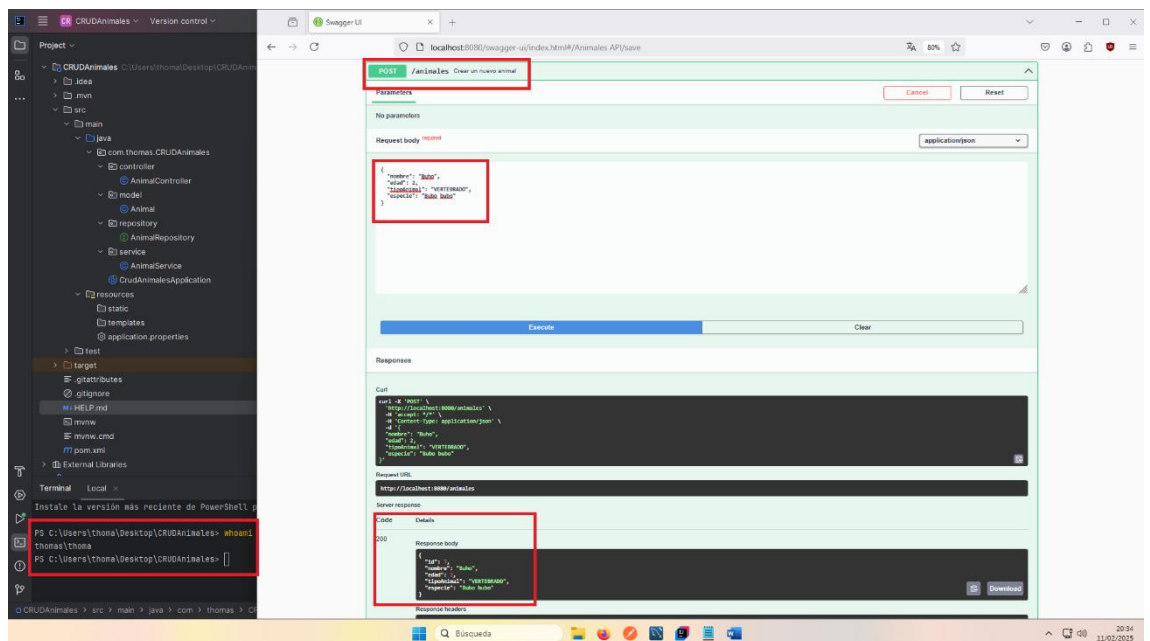 CR CRUDAnimales Version control
Project
CRUDAnimales C:\Users\thoma\Desktop\CRUDAnim
.idea
.mvn
src
main
java
com.thomas.CRUDAnimales
controller
AnimalController
model
Animal
repository
AnimalRepository
service
AnimalService
CrudAnimalesApplication
resources
static
templates
application.properties
test
target
.gitattributes
.gitignore
HELP.md
mvnw
mvnw.cmd
pom.xml
External Libraries
Terminal Local
Instale la versión más reciente de PowerShell p
PS C:\Users\thoma\Desktop\CRUDAnimales> whoami
thomas\thoma
PS C:\Users\thoma\Desktop\CRUDAnimales>
CRUDAnimales > src > main > java > com > thomas > CR
Swagger UI
localhost:8080/swagger-ui/index.html#/Animales API/save
80%
POST /animales Crear un nuevo animal
Parameters
Cancel Reset
No parameters
Request body required
application/json
{
"nombre": "Buho",
"edad": 2,
"tipoAnimal": "VERTEBRADO",
"especie": "Bubo bubo"
}
Execute Clear
Responses
Curl
curl -X 'POST' \
'http://localhost:8080/animales' \
-H 'accept: */*' \
-H 'Content-Type: application/json' \
-d '{
"nombre": "Buho",
"edad": 2,
"tipoAnimal": "VERTEBRADO",
"especie": "Bubo bubo"
}'
Request URL
http://localhost:8080/animales
Server response
Code Details
200
Response body
{
"id":
"nombre": "Buho",
"edad": 2,
"tipoAnimal": "VERTEBRADO",
"especie": "Bubo bubo"
}
Download
Response headers
Búsqueda
20:34
11/02/2025